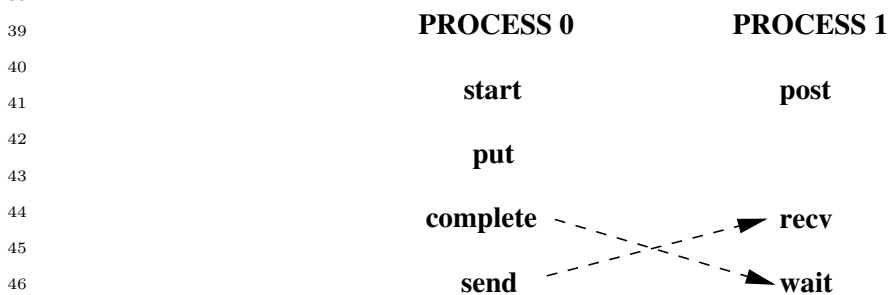 39 PROCESS 0 PROCESS 1
40
41 start post
42
43 put
44 complete recv
45
46 send wait